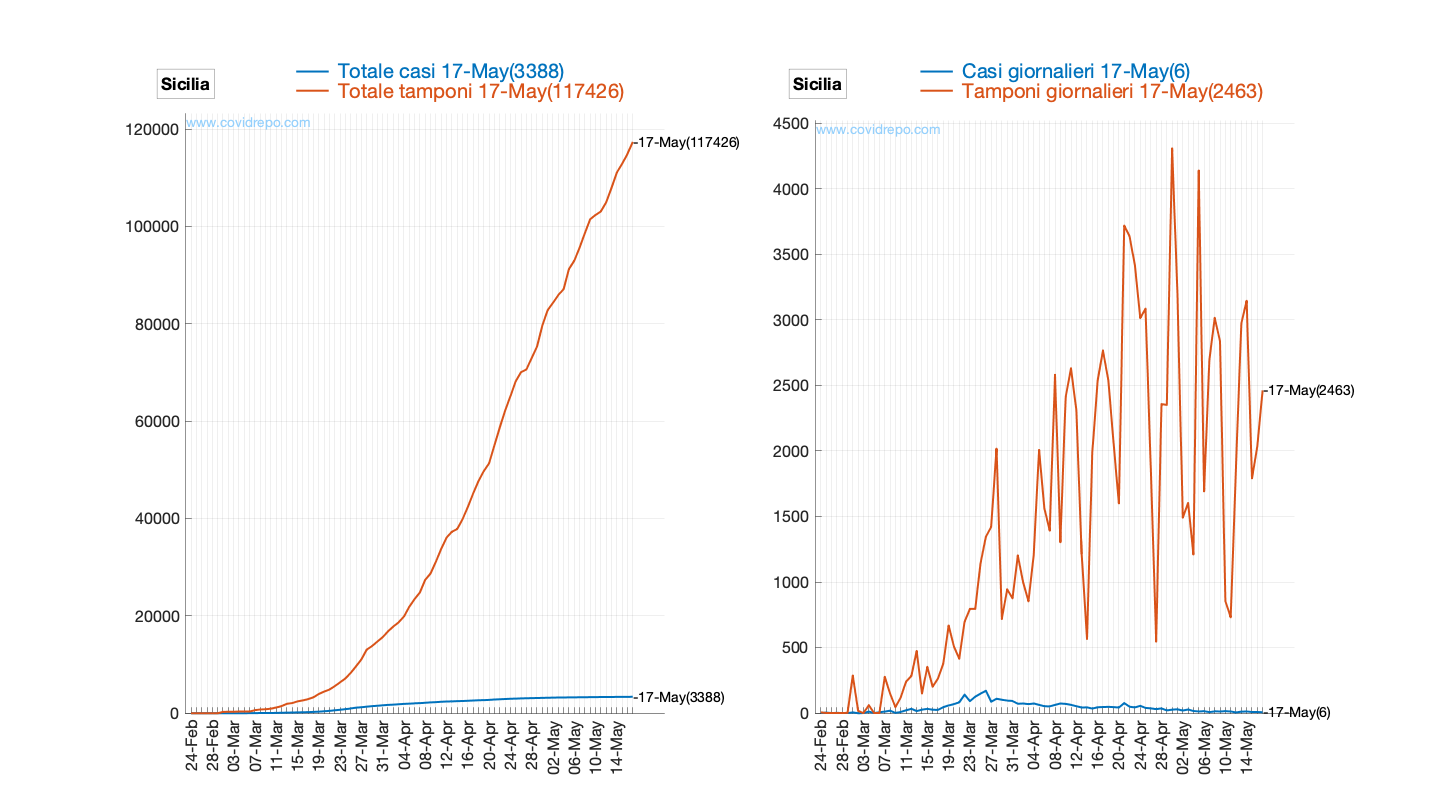 Sicilia
Totale casi 17-May(3388)
Totale tamponi 17-May(117426)
www.covidrepo.com
120000
100000
80000
60000
40000
20000
0
17-May(117426)
17-May(3388)
24-Feb
28-Feb
03-Mar
07-Mar
11-Mar
15-Mar
19-Mar
23-Mar
27-Mar
31-Mar
04-Apr
08-Apr
12-Apr
16-Apr
20-Apr
24-Apr
28-Apr
02-May
06-May
10-May
14-May
Sicilia
Casi giornalieri 17-May(6)
Tamponi giornalieri 17-May(2463)
www.covidrepo.com
4500
4000
3500
3000
2500
2000
1500
1000
500
0
17-May(2463)
17-May(6)
24-Feb
28-Feb
03-Mar
07-Mar
11-Mar
15-Mar
19-Mar
23-Mar
27-Mar
31-Mar
04-Apr
08-Apr
12-Apr
16-Apr
20-Apr
24-Apr
28-Apr
02-May
06-May
10-May
14-May